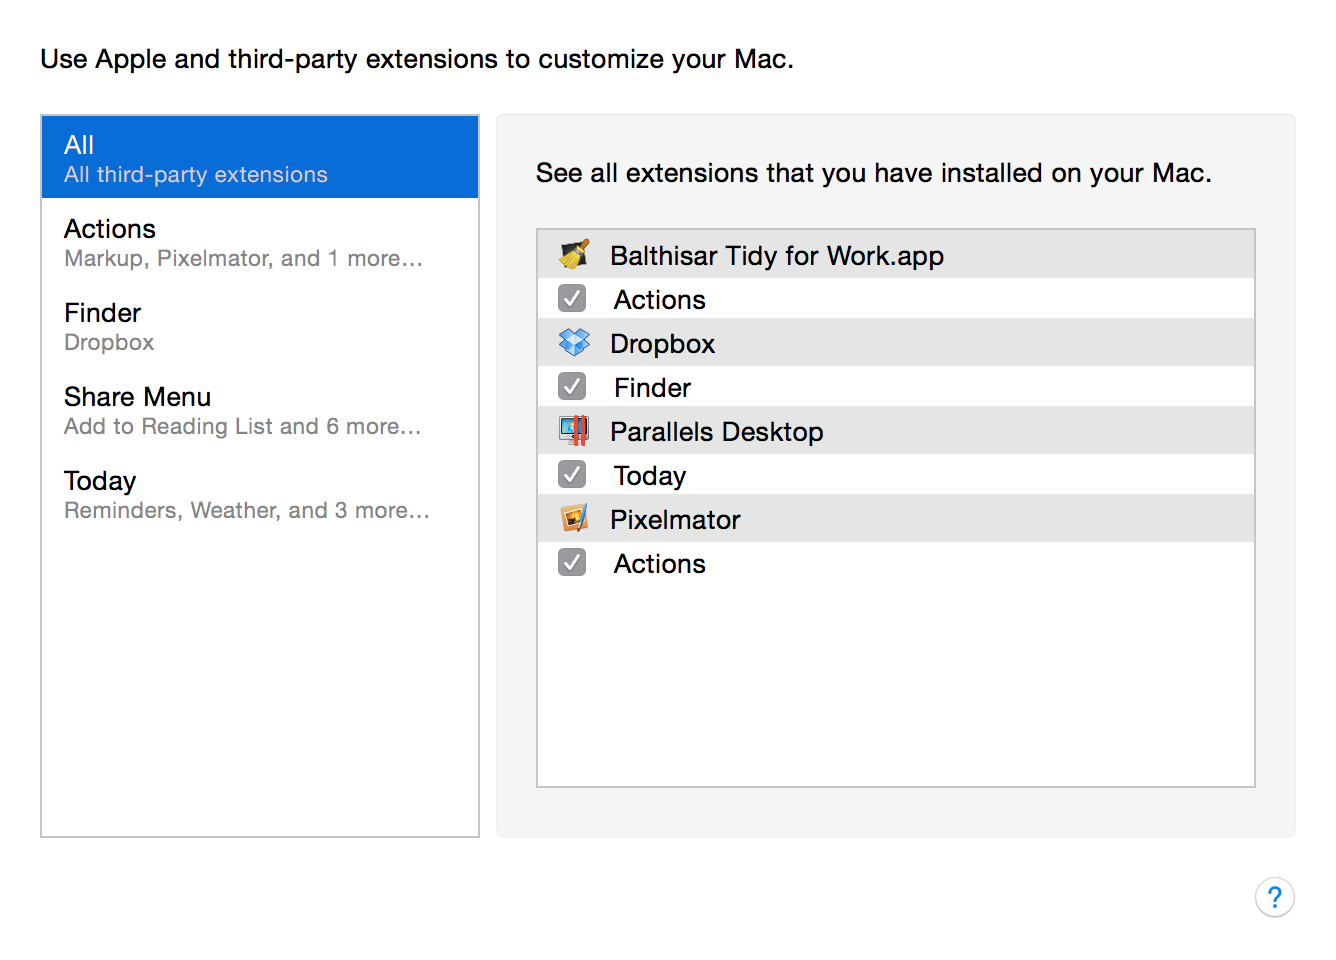 Use Apple and third-party extensions to customize your Mac.
All
All third-party extensions
Actions
Markup, Pixelmator, and 1 more...
Finder
Dropbox
Share Menu
Add to Reading List and 6 more...
Today
Reminders, Weather, and 3 more...
See all extensions that you have installed on your Mac.
Balthisar Tidy for Work.app
Actions
Dropbox
Finder
Parallels Desktop
Today
Pixelmator
Actions
?